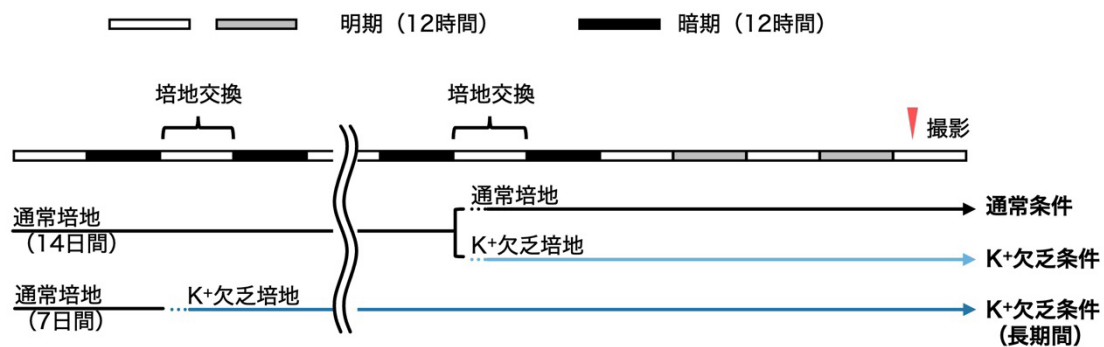 明期（12時間）
暗期（12時間）
培地交換
培地交換
撮影
通常培地
通常条件
通常培地
（14日間）
K+欠乏培地
K+欠乏条件
通常培地
K+欠乏培地
K+欠乏条件
（7日間）
（長期間）